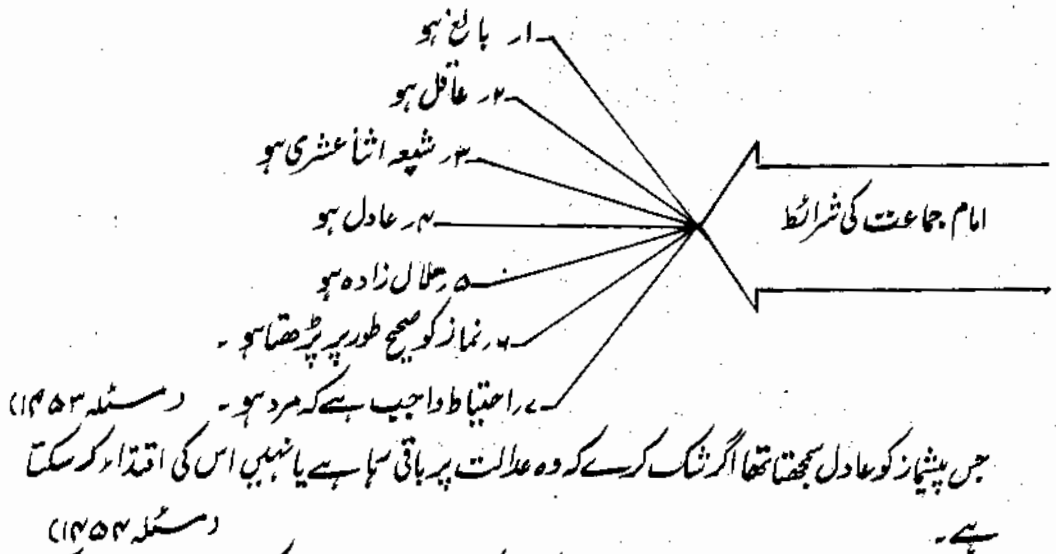 امام جماعت کی شرائط
۱۔ بالغ ہو
۲۔ عاقل ہو
۳۔ شیعہ اثنا عشری ہو
۴۔ عادل ہو
۵۔ حلال زادہ ہو
۶۔ نماز کو صحیح طور پر پڑھتا ہو۔
۷۔ احتیاط واجب ہے کہ مرد ہو۔ (مسئلہ ۱۴۵۳)
جس پیشنماز کو عادل سمجھتا تھا اگر شک کرے کہ وہ عدالت پر باقی رہا ہے یا نہیں اس کی اقتداء کر سکتا
ہے۔ (مسئلہ ۱۴۵۴)